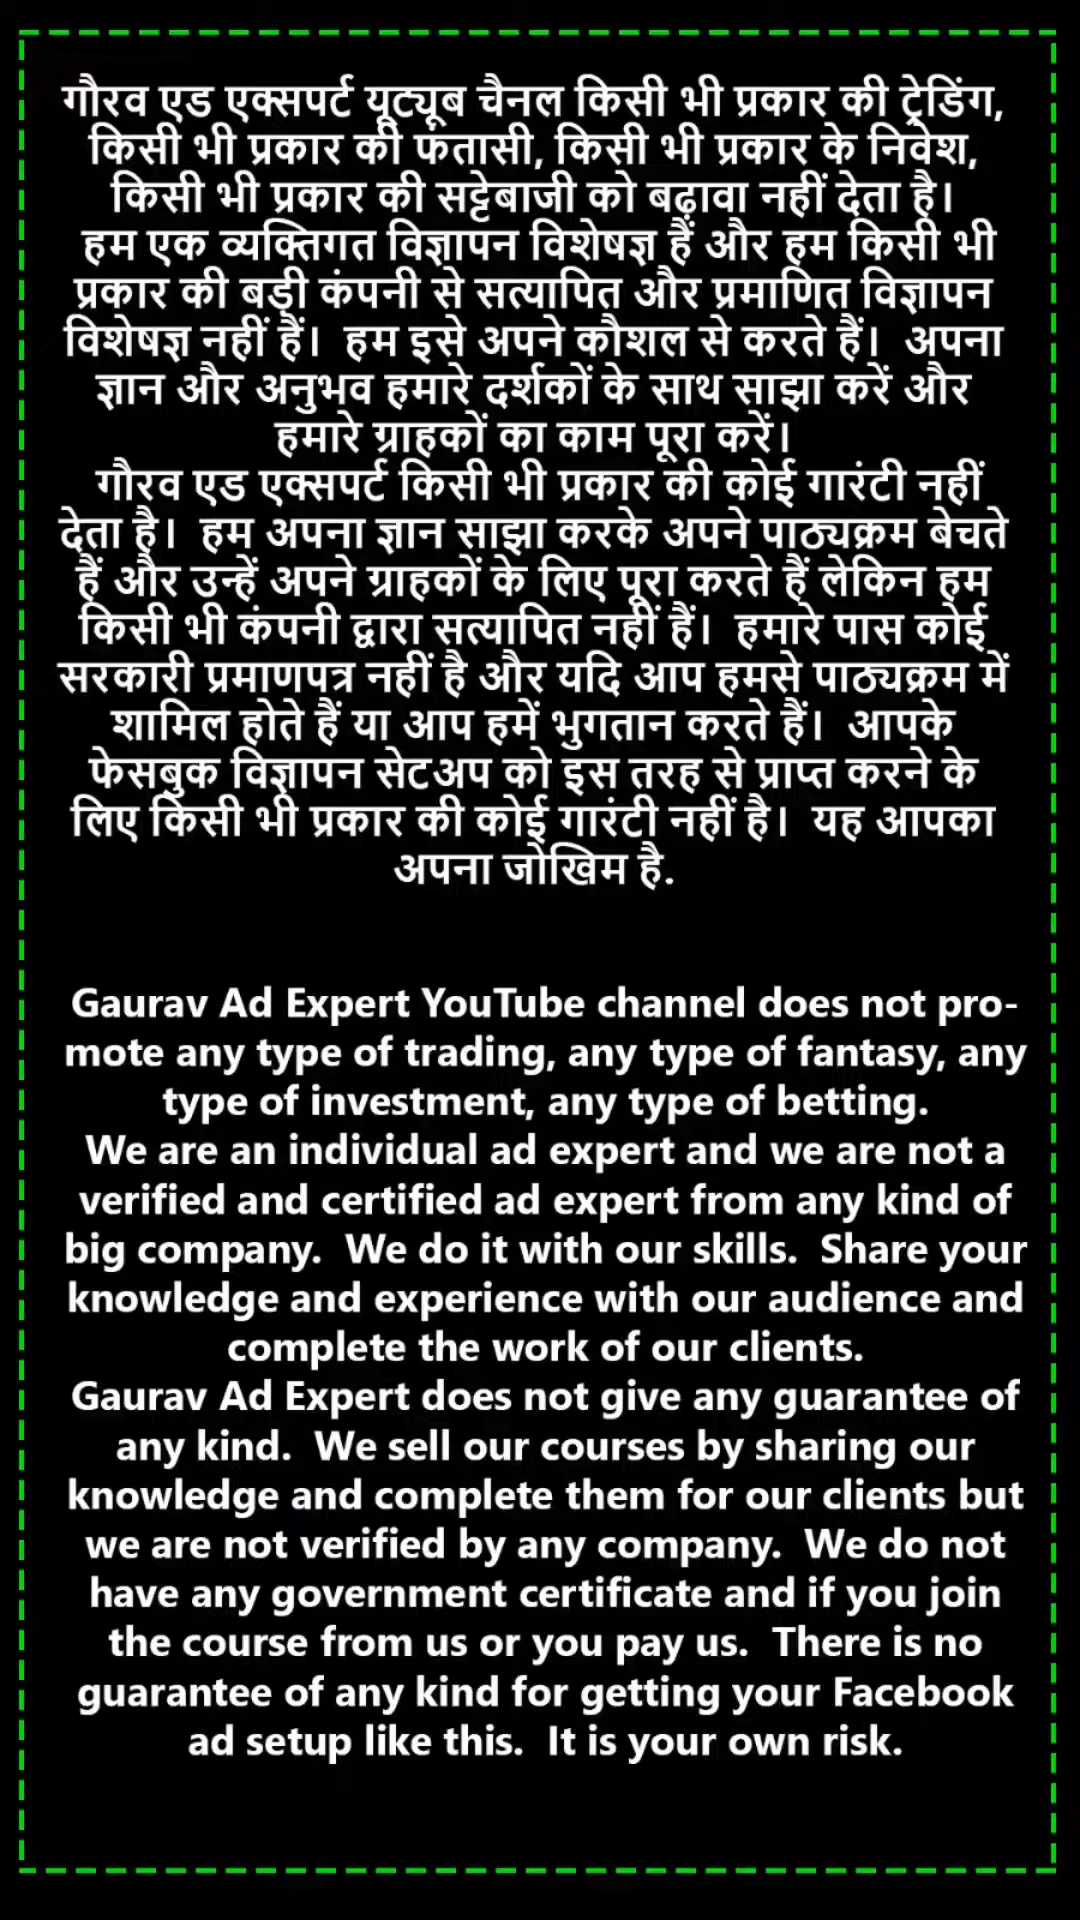 गौरव एड एक्सपर्ट यूट्यूब चैनल किसी भी प्रकार की ट्रेडिंग,
किसी भी प्रकार की फंतासी, किसी भी प्रकार के निवेश,
किसी भी प्रकार की सट्टेबाजी को बढ़ावा नहीं देता है।
हम एक व्यक्तिगत विज्ञापन विशेषज्ञ हैं और हम किसी भी
प्रकार की बड़ी कंपनी से सत्यापित और प्रमाणित विज्ञापन
विशेषज्ञ नहीं हैं। हम इसे अपने कौशल से करते हैं। अपना
ज्ञान और अनुभव हमारे दर्शकों के साथ साझा करें और
हमारे ग्राहकों का काम पूरा करें।
गौरव एड एक्सपर्ट किसी भी प्रकार की कोई गारंटी नहीं
देता है। हम अपना ज्ञान साझा करके अपने पाठ्यक्रम बेचते
हैं और उन्हें अपने ग्राहकों के लिए पूरा करते हैं लेकिन हम
किसी भी कंपनी द्वारा सत्यापित नहीं हैं। हमारे पास कोई
सरकारी प्रमाणपत्र नहीं है और यदि आप हमसे पाठ्यक्रम में
शामिल होते हैं या आप हमें भुगतान करते हैं। आपके
फेसबुक विज्ञापन सेटअप को इस तरह से प्राप्त करने के
लिए किसी भी प्रकार की कोई गारंटी नहीं है। यह आपका
अपना जोखिम है.
Gaurav Ad Expert YouTube channel does not pro-
mote any type of trading, any type of fantasy, any
type of investment, any type of betting.
We are an individual ad expert and we are not a
verified and certified ad expert from any kind of
big company. We do it with our skills. Share your
knowledge and experience with our audience and
complete the work of our clients.
Gaurav Ad Expert does not give any guarantee of
any kind. We sell our courses by sharing our
knowledge and complete them for our clients but
we are not verified by any company. We do not
have any government certificate and if you join
the course from us or you pay us. There is no
guarantee of any kind for getting your Facebook
ad setup like this. It is your own risk.